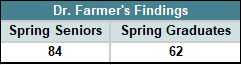 Dr. Farmer's Findings
Spring Seniors Spring Graduates
84 62